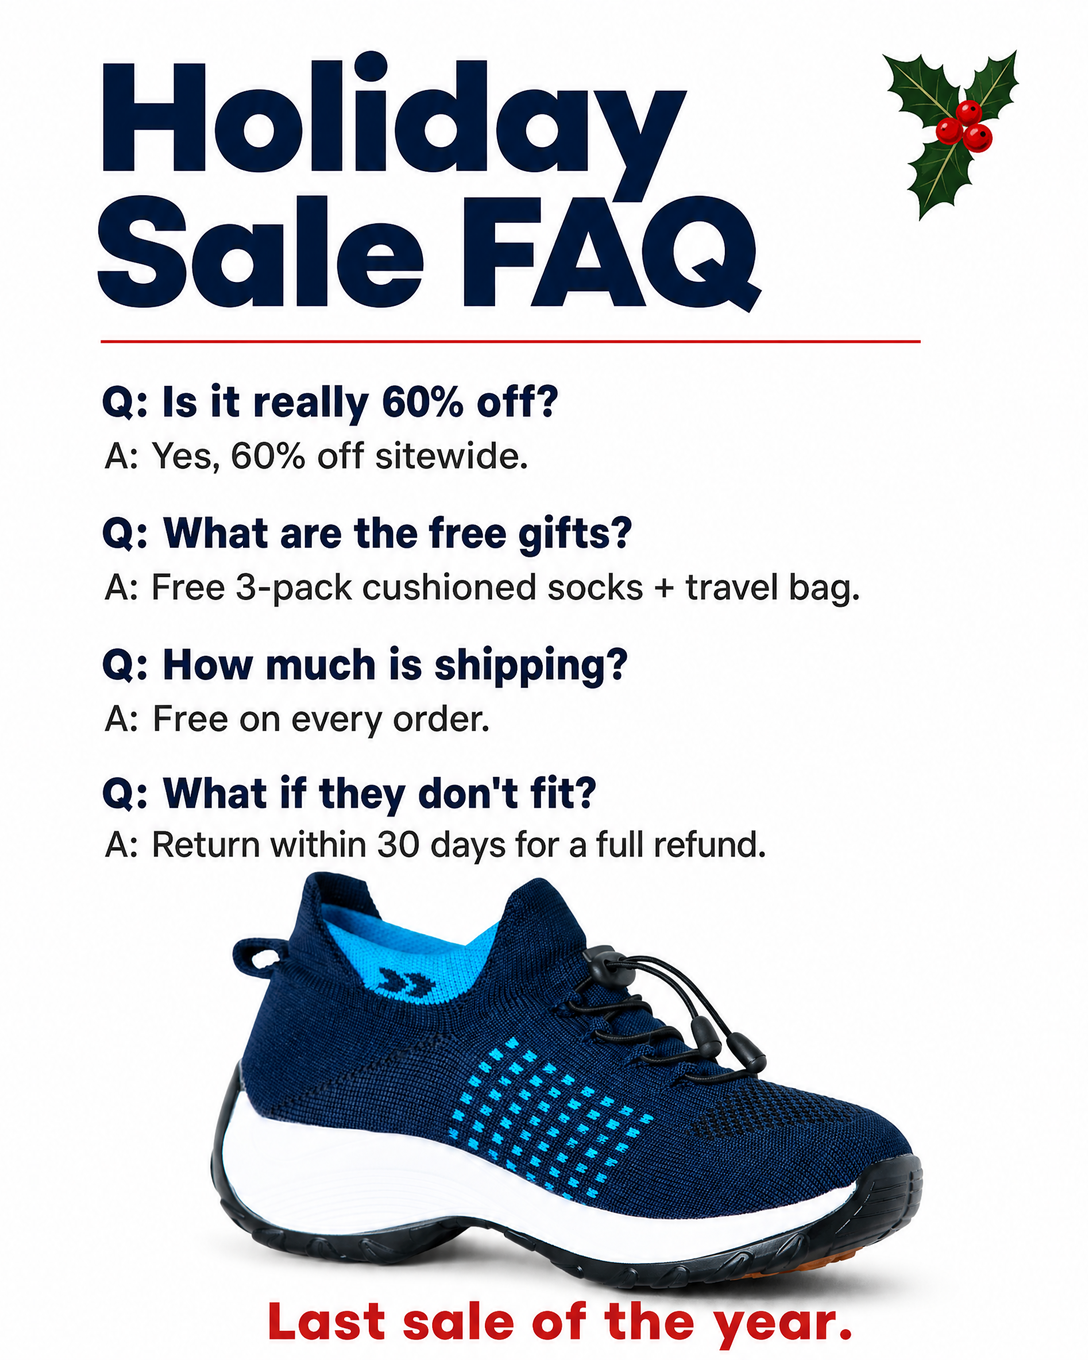 Holiday
Sale FAQ
Q: Is it really 60% off?
A: Yes, 60% off sitewide.
Q: What are the free gifts?
A: Free 3-pack cushioned socks + travel bag.
Q: How much is shipping?
A: Free on every order.
Q: What if they don't fit?
A: Return within 30 days for a full refund.
Last sale of the year.